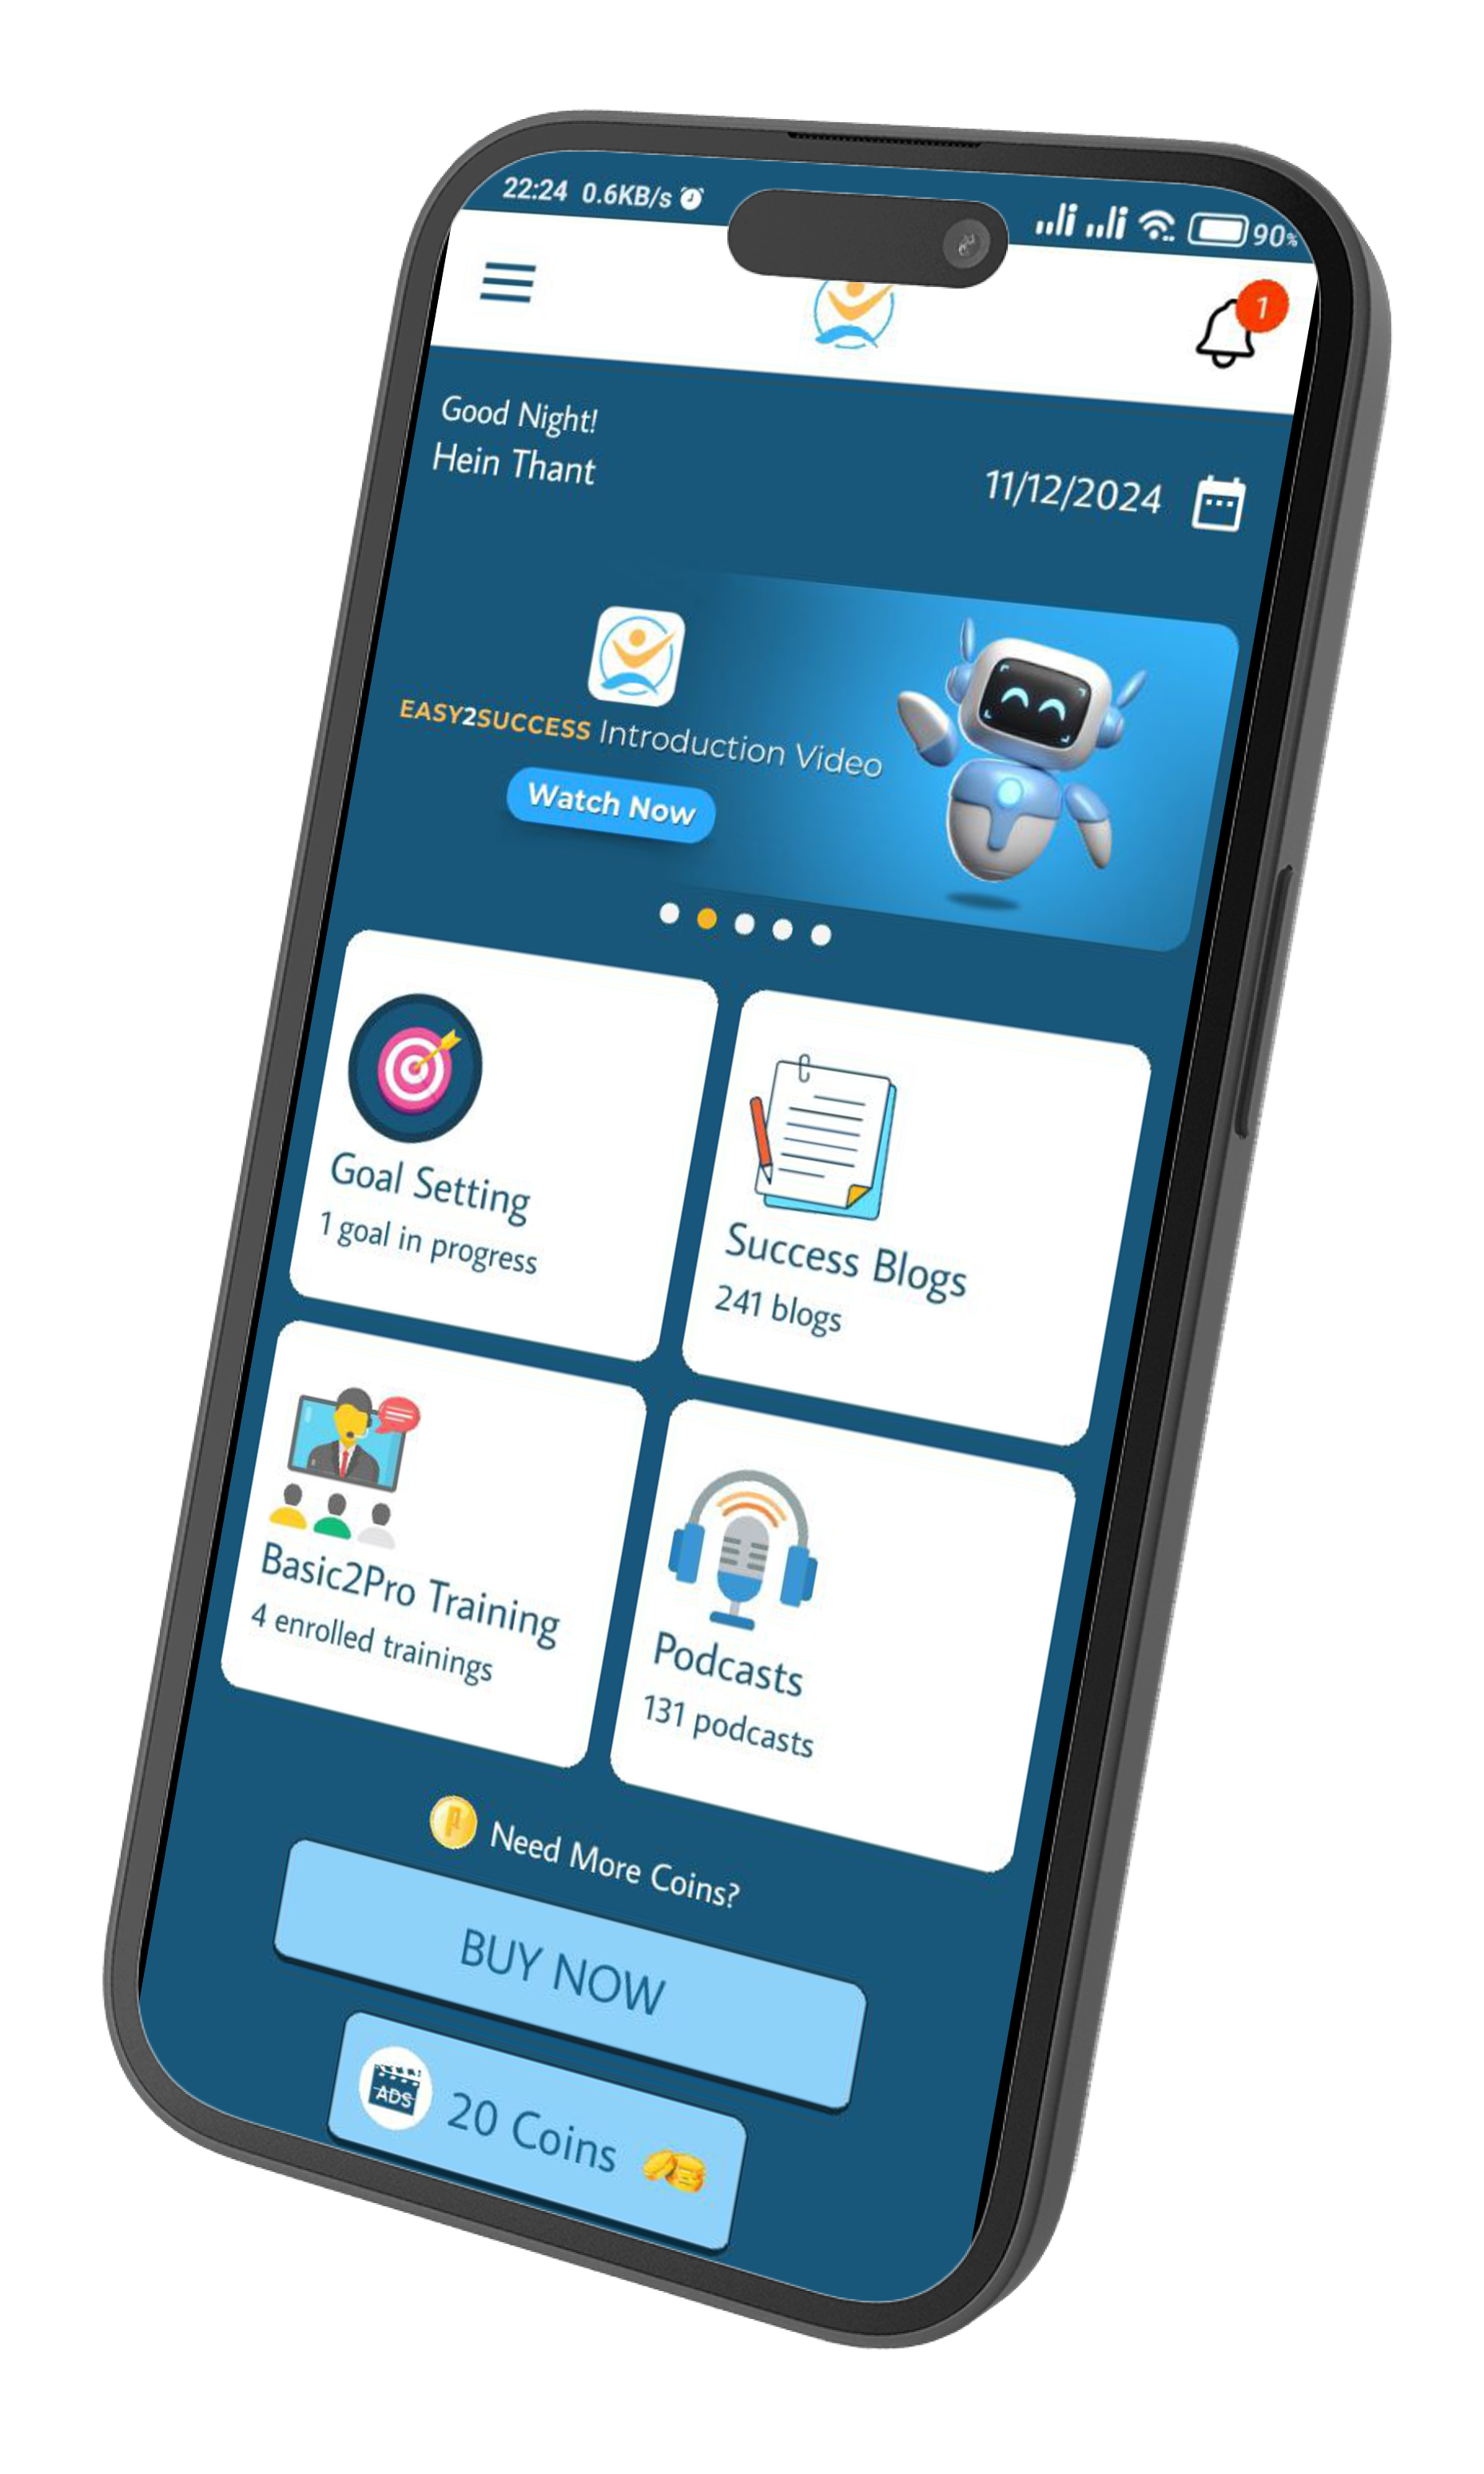 22:24 0.6KB/s
90%
1
Good Night!
Hein Thant
11/12/2024
EASY2SUCCESS Introduction Video
Watch Now
Goal Setting
1 goal in progress
Success Blogs
241 blogs
Basic2Pro Training
4 enrolled trainings
Podcasts
131 podcasts
Need More Coins?
BUY NOW
ADS
20 Coins